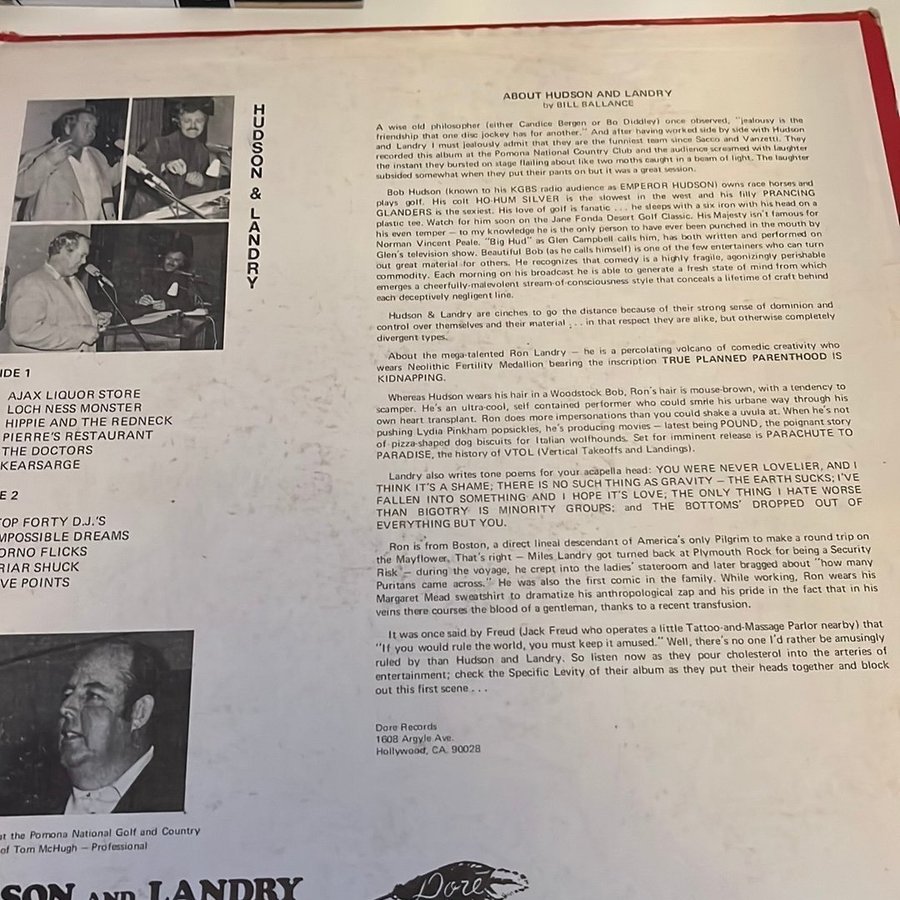 HUDSON & LANDRY
IDE 1
AJAX LIQUOR STORE
LOCH NESS MONSTER
HIPPIE AND THE REDNECK
PIERRE'S RESTAURANT
THE DOCTORS
KEARSARGE
E 2
TOP FORTY D.J.'S
MPOSSIBLE DREAMS
ORNO FLICKS
RIAR SHUCK
VE POINTS
at the Pomona National Golf and Country
of Tom McHugh — Professional
SON AND LANDRY
ABOUT HUDSON AND LANDRY
by BILL BALLANCE
A wise old philosopher (either Candice Bergen or Bo Diddley) once observed, "jealousy is the
friendship that one disc jockey has for another." And after having worked side by side with Hudson
and Landry I must jealously admit that they are the funniest team since Sacco and Vanzetti. They
recorded this album at the Pomona National Country Club and the audience screamed with laughter
the instant they bursted on stage flailing about like two moths caught in a beam of light. The laughter
subsided somewhat when they put their pants on but it was a great session.
Bob Hudson (known to his KGBS radio audience as EMPEROR HUDSON) owns race horses and
plays golf. His colt HO-HUM SILVER is the slowest in the west and his filly PRANCING
GLANDERS is the sexiest. His love of golf is fanatic . . . he sleeps with a six iron with his head on a
plastic tee. Watch for him soon on the Jane Fonda Desert Golf Classic. His Majesty isn't famous for
his even temper — to my knowledge he is the only person to have ever been punched in the mouth by
Norman Vincent Peale. "Big Hud" as Glen Campbell calls him, has both written and performed on
Glen's television show. Beautiful Bob (as he calls himself) is one of the few entertainers who can turn
out great material for others. He recognizes that comedy is a highly fragile, agonizingly perishable
commodity. Each morning on his broadcast he is able to generate a fresh state of mind from which
emerges a cheerfully-malevolent stream-of-consciousness style that conceals a lifetime of craft behind
each deceptively negligent line.
Hudson & Landry are cinches to go the distance because of their strong sense of dominion and
control over themselves and their material . . . in that respect they are alike, but otherwise completely
divergent types.
About the mega-talented Ron Landry — he is a percolating volcano of comedic creativity who
wears Neolithic Fertility Medallion bearing the inscription TRUE PLANNED PARENTHOOD IS
KIDNAPPING.
Whereas Hudson wears his hair in a Woodstock Bob, Ron's hair is mouse-brown, with a tendency to
scamper. He's an ultra-cool, self contained performer who could smile his urbane way through his
own heart transplant. Ron does more impersonations than you could shake a uvula at. When he's not
pushing Lydia Pinkham popsickles, he's producing movies — latest being POUND, the poignant story
of pizza-shaped dog biscuits for Italian wolfhounds. Set for imminent release is PARACHUTE TO
PARADISE, the history of VTOL (Vertical Takeoffs and Landings).
Landry also writes tone poems for your acapella head: YOU WERE NEVER LOVELIER, AND I
THINK IT'S A SHAME; THERE IS NO SUCH THING AS GRAVITY — THE EARTH SUCKS; I'VE
FALLEN INTO SOMETHING AND I HOPE IT'S LOVE; THE ONLY THING I HATE WORSE
THAN BIGOTRY IS MINORITY GROUPS; and THE BOTTOMS' DROPPED OUT OF
EVERYTHING BUT YOU.
Ron is from Boston, a direct lineal descendant of America's only Pilgrim to make a round trip on
the Mayflower. That's right — Miles Landry got turned back at Plymouth Rock for being a Security
Risk — during the voyage, he crept into the ladies' stateroom and later bragged about "how many
Puritans came across." He was also the first comic in the family. While working, Ron wears his
Margaret Mead sweatshirt to dramatize his anthropological zap and his pride in the fact that in his
veins there courses the blood of a gentleman, thanks to a recent transfusion.
It was once said by Freud (Jack Freud who operates a little Tattoo-and-Massage Parlor nearby) that
"If you would rule the world, you must keep it amused." Well, there's no one I'd rather be amusingly
ruled by than Hudson and Landry. So listen now as they pour cholesterol into the arteries of
entertainment; check the Specific Levity of their album as they put their heads together and block
out this first scene . . .
Dore Records
1608 Argyle Ave.
Hollywood, CA. 90028
Doré